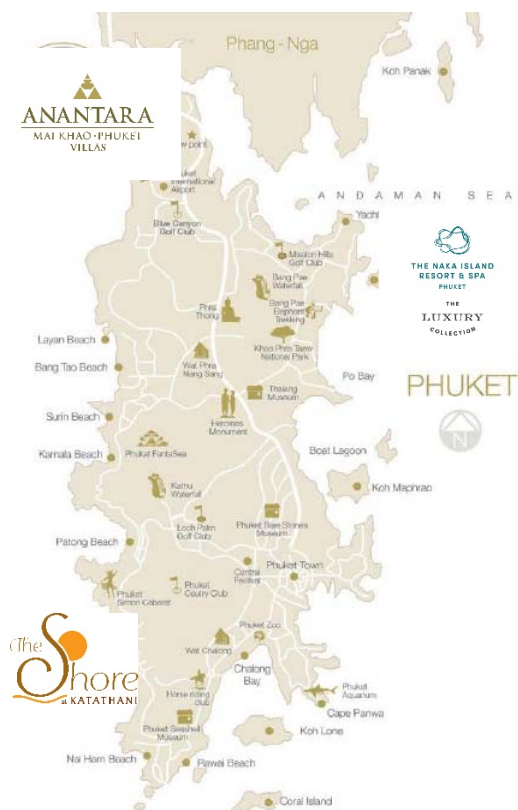 Phang - Nga
Koh Panak
ANANTARA
MAI KHAO • PHUKET
VILLAS
w point
International
Airport
ANDAMAN SEA
Yacht
Blue Canyon
Golf Club
Mission Hills
Golf Club
THE NAKA ISLAND
RESORT & SPA
PHUKET
THE
LUXURY
COLLECTION
Bang Pae
Waterfall
Bang Pae
Elephant
Trekking
Phra
Thong
Khao Phra Taew
National Park
Layan Beach
Bang Tao Beach
Wat Phra
Nang Sang
Po Bay
PHUKET
Thalang
Museum
Surin Beach
Heroines
Monument
N
Boat Lagoon
Kamala Beach
Phuket FantaSea
Kathu
Waterfall
Koh Maphrao
Loch Palm
Golf Club
Phuket Bare Stones
Museum
Patong Beach
Central
Festival
Phuket Town
Phuket
Simon Cabaret
Phuket
Coutry Club
The Shore
at KATATHANI
Phuket Zoo
Wat Chalong
Chalong
Bay
Horse riding
club
Phuket
Aquarium
Cape Panwa
Phuket Seashell
Museum
Koh Lone
Nai Harn Beach
Rawai Beach
Coral Island